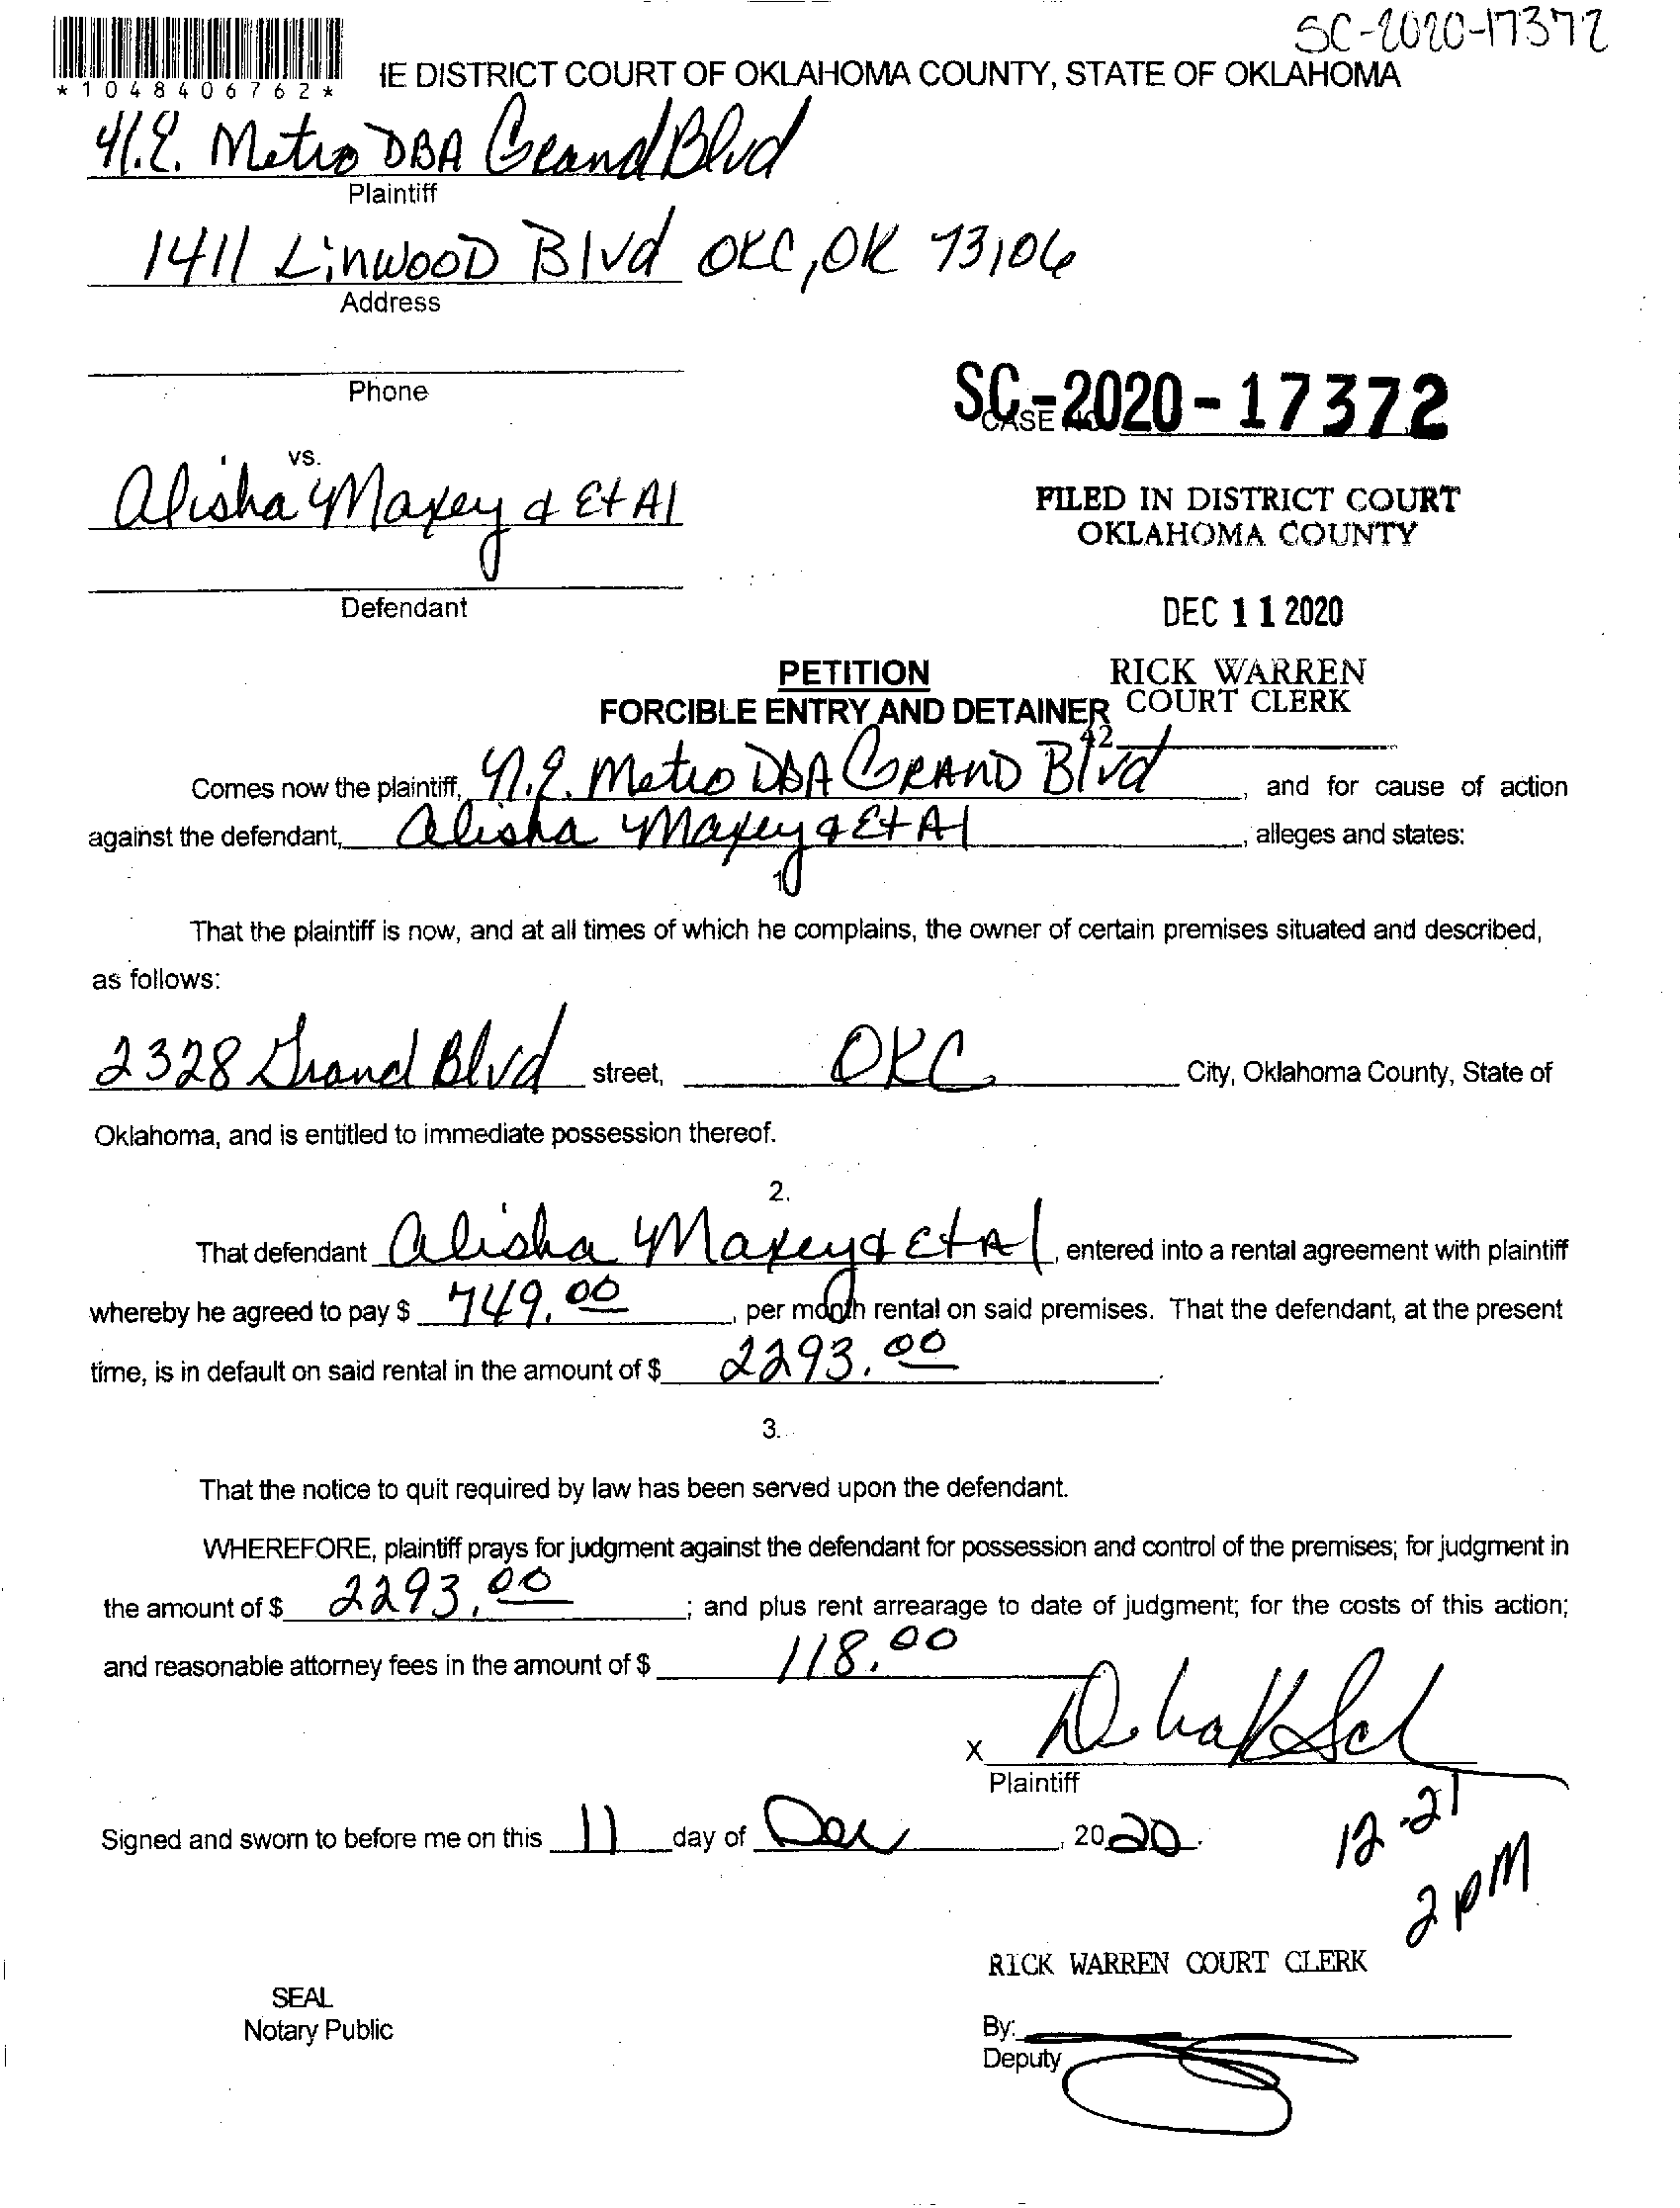 SC-2020-17372
*1048406762*
IE DISTRICT COURT OF OKLAHOMA COUNTY, STATE OF OKLAHOMA
N.E. Metro DBA Grand Blvd
Plaintiff
1411 LinwooD Blvd OKC, OK 73106
Address
Phone
SC-2020-17372
CASE NO
vs.
Alisha Maxey & Et Al
FILED IN DISTRICT COURT
OKLAHOMA COUNTY
Defendant
DEC 11 2020
PETITION
RICK WARREN
FORCIBLE ENTRY AND DETAINER
COURT CLERK
42
Comes now the plaintiff, N.E. Metro DBA GRAND Blvd, and for cause of action
against the defendant, Alisha Maxey & Et Al, alleges and states:
1
That the plaintiff is now, and at all times of which he complains, the owner of certain premises situated and described,
as follows:
2328 Grand Blvd street, OKC City, Oklahoma County, State of
Oklahoma, and is entitled to immediate possession thereof.
2.
That defendant Alisha Maxey & Et Al, entered into a rental agreement with plaintiff
whereby he agreed to pay $ 749.00, per month rental on said premises. That the defendant, at the present
time, is in default on said rental in the amount of $ 2293.00.
3.
That the notice to quit required by law has been served upon the defendant.
WHEREFORE, plaintiff prays for judgment against the defendant for possession and control of the premises; for judgment in
the amount of $ 2293.00; and plus rent arrearage to date of judgment; for the costs of this action;
and reasonable attorney fees in the amount of $ 118.00
X
Plaintiff
Signed and sworn to before me on this 11 day of Dec, 2020.
12-21
2 pM
RICK WARREN COURT CLERK
SEAL
Notary Public
By:
Deputy